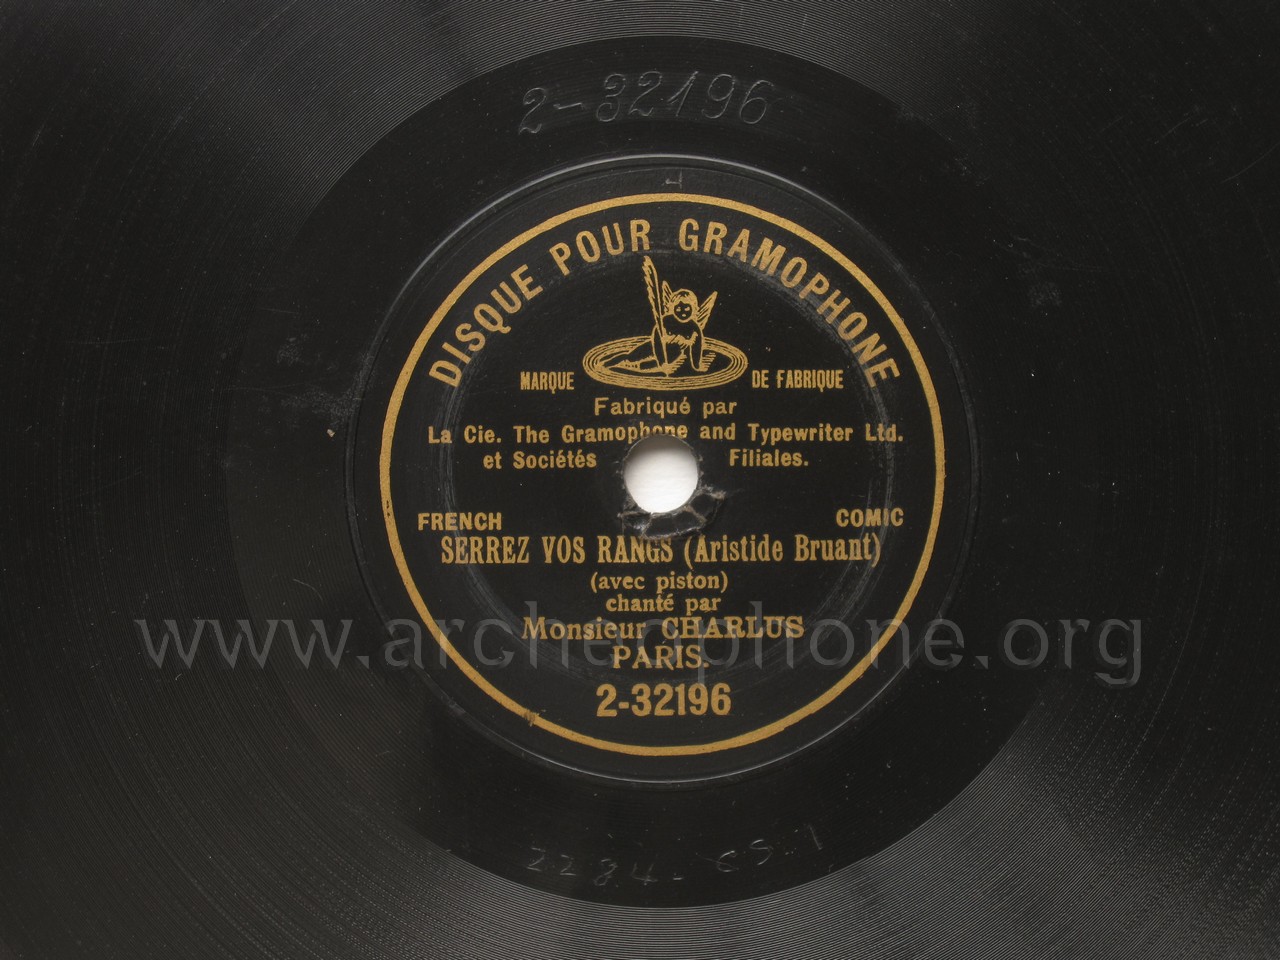 2-32196
DISQUE POUR GRAMOPHONE
MARQUE DE FABRIQUE
Fabriqué par
La Cie. The Gramophone and Typewriter Ltd.
et Sociétés Filiales.
FRENCH COMIC
SERREZ VOS RANGS (Aristide Bruant)
(avec piston)
chanté par
Monsieur CHARLUS
PARIS.
2-32196
www.archeophone.org